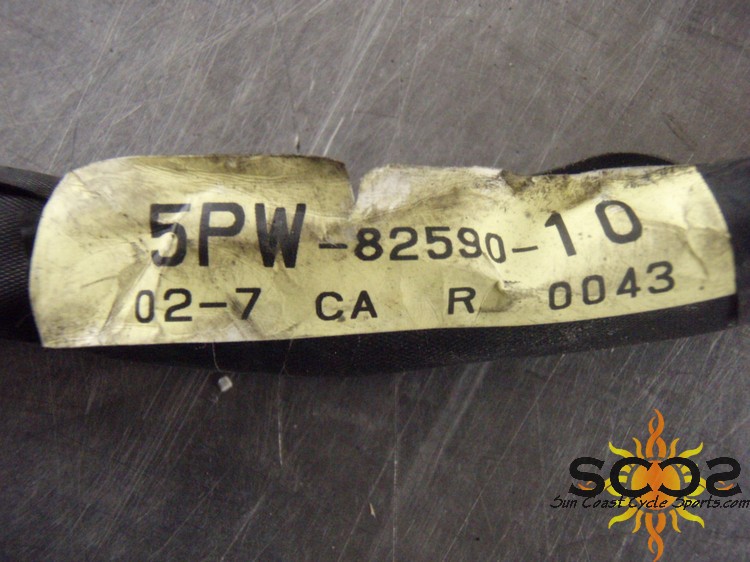 5PW-82590-10
02-7 CA R 0043
SCCS
Sun Coast Cycle Sports.com